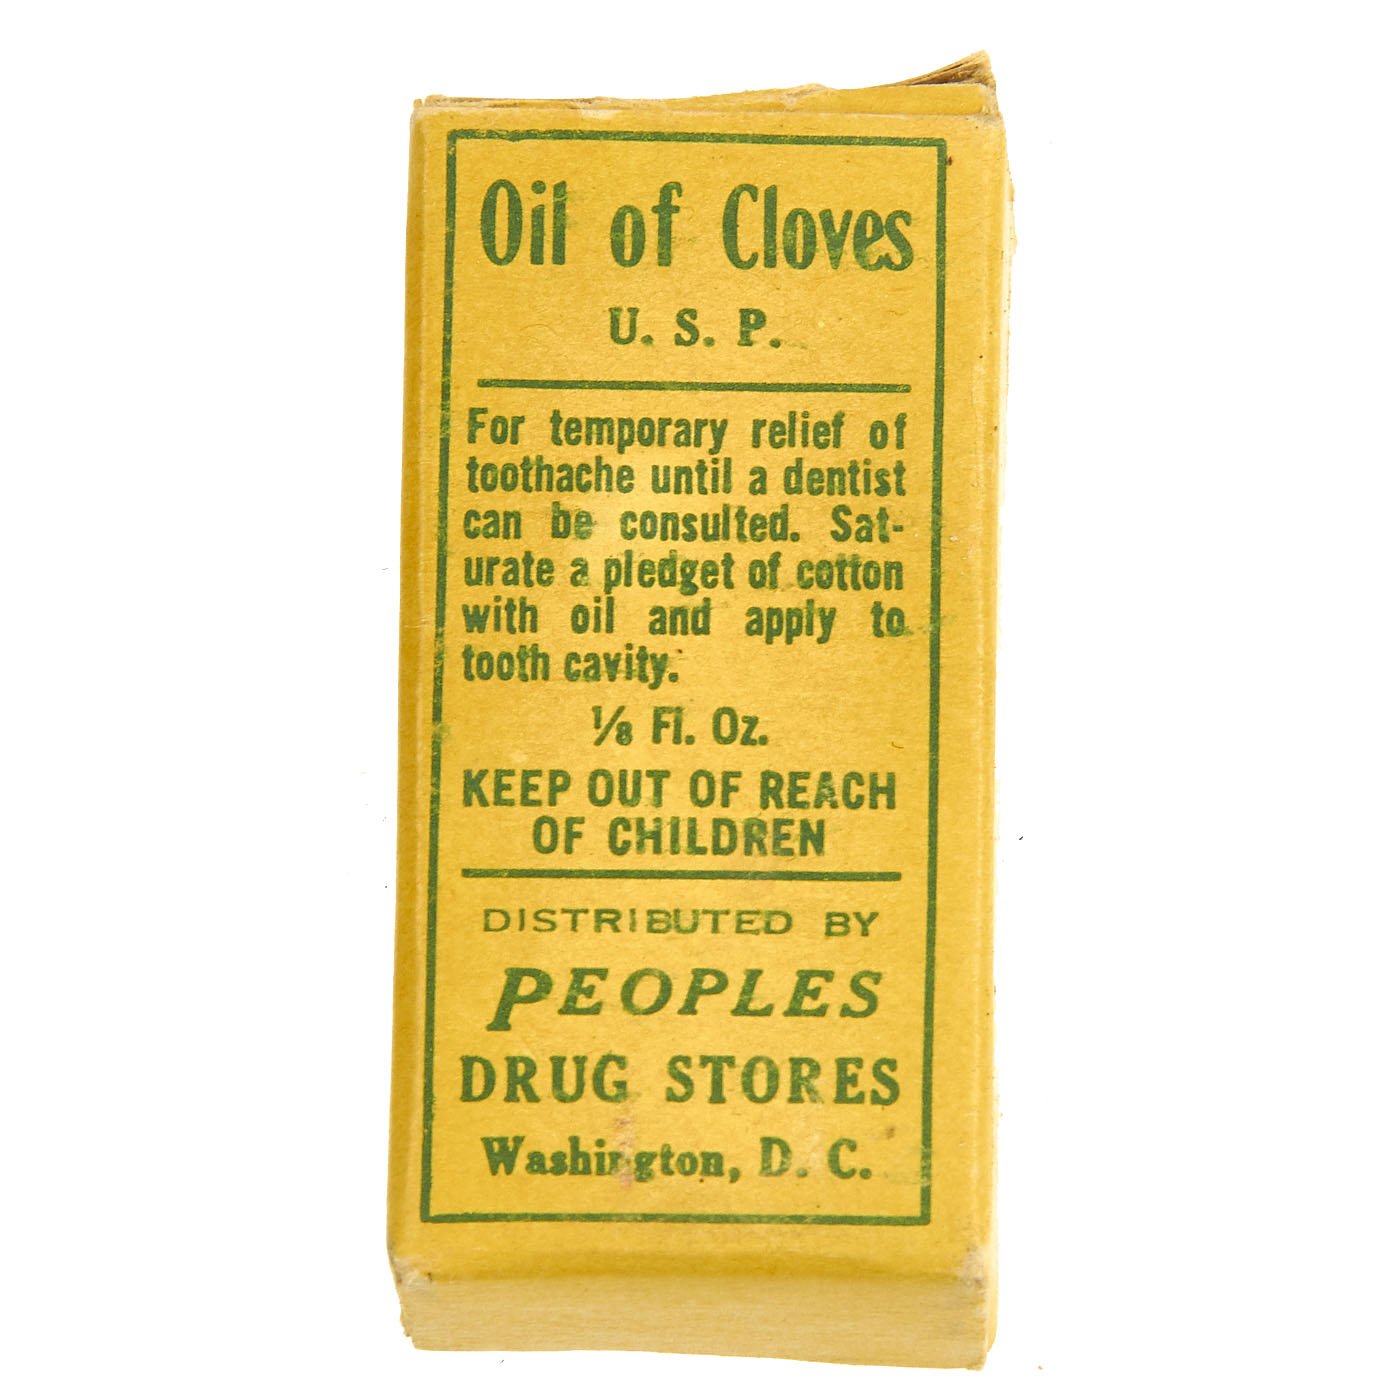 Oil of Cloves
U. S. P.
For temporary relief of
toothache until a dentist
can be consulted. Sat-
urate a pledget of cotton
with oil and apply to
tooth cavity.
⅛ Fl. Oz.
KEEP OUT OF REACH
OF CHILDREN
DISTRIBUTED BY
PEOPLES
DRUG STORES
Washington, D. C.